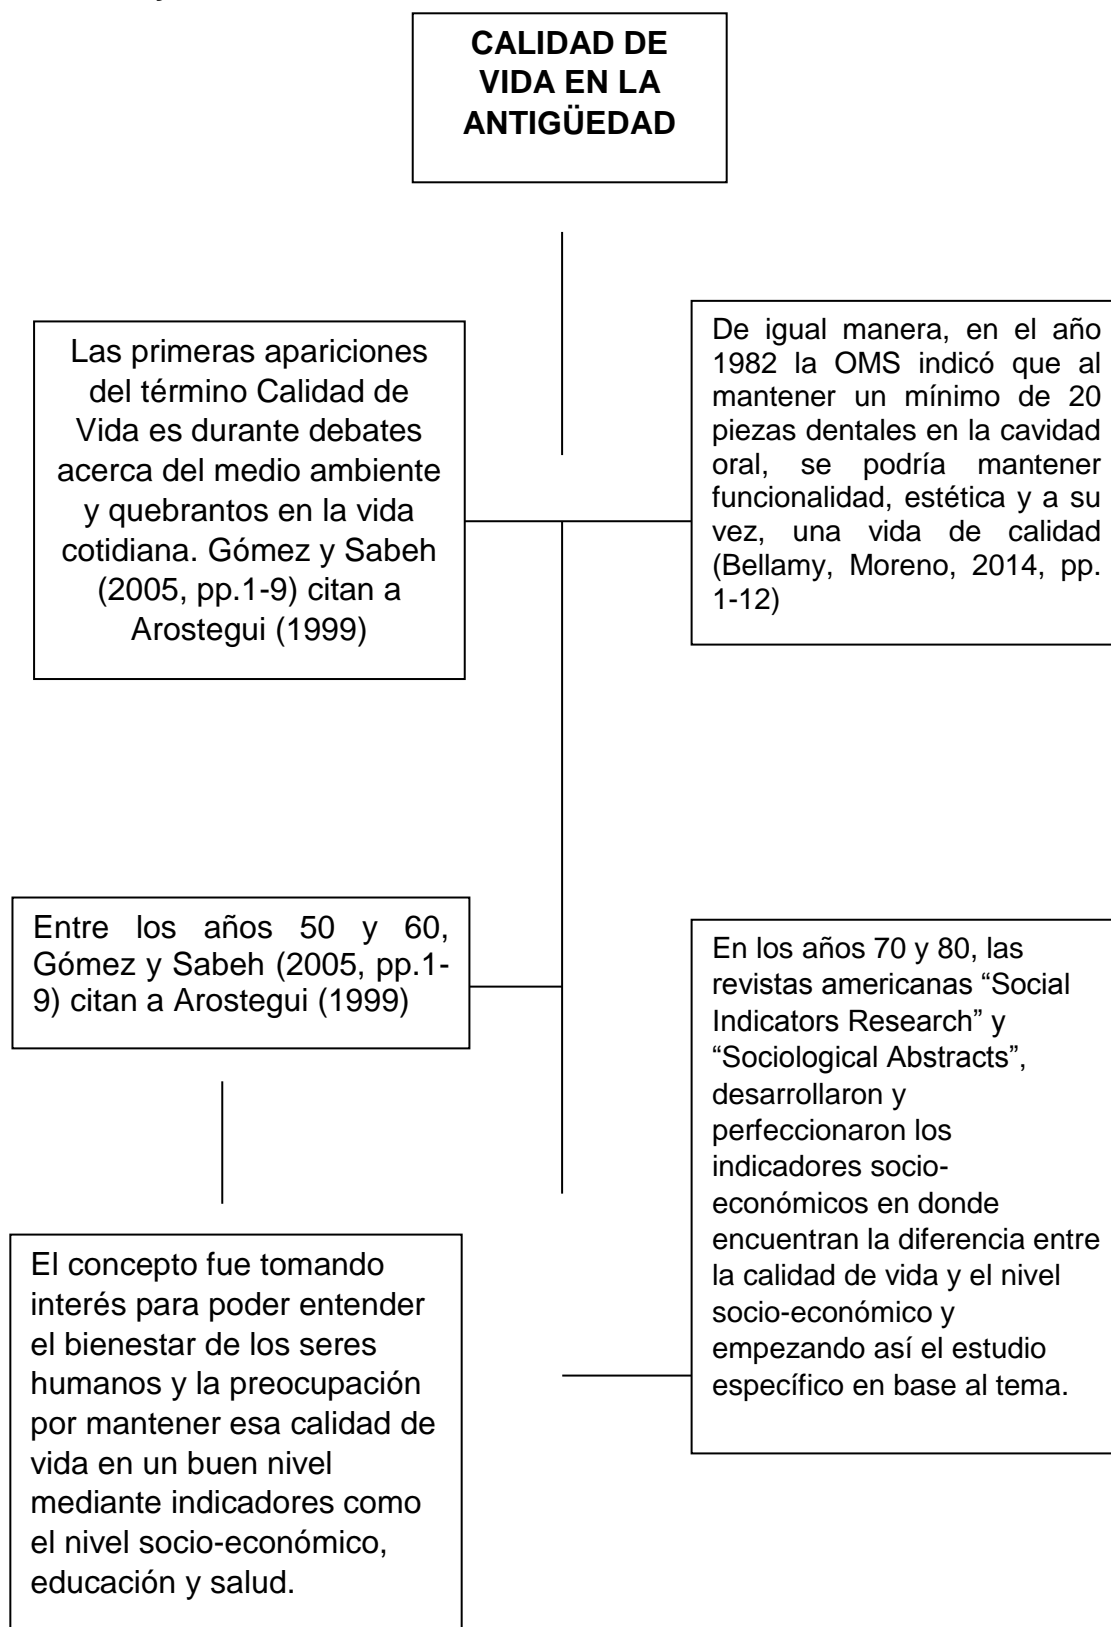 CALIDAD DE
VIDA EN LA
ANTIGÜEDAD
Las primeras apariciones
del término Calidad de
Vida es durante debates
acerca del medio ambiente
y quebrantos en la vida
cotidiana. Gómez y Sabeh
(2005, pp.1-9) citan a
Arostegui (1999)
De igual manera, en el año
1982 la OMS indicó que al
mantener un mínimo de 20
piezas dentales en la cavidad
oral, se podría mantener
funcionalidad, estética y a su
vez, una vida de calidad
(Bellamy, Moreno, 2014, pp.
1-12)
Entre los años 50 y 60,
Gómez y Sabeh (2005, pp.1-
9) citan a Arostegui (1999)
En los años 70 y 80, las
revistas americanas “Social
Indicators Research” y
“Sociological Abstracts”,
desarrollaron y
perfeccionaron los
indicadores socio-
económicos en donde
encuentran la diferencia entre
la calidad de vida y el nivel
socio-económico y
empezando así el estudio
específico en base al tema.
El concepto fue tomando
interés para poder entender
el bienestar de los seres
humanos y la preocupación
por mantener esa calidad de
vida en un buen nivel
mediante indicadores como
el nivel socio-económico,
educación y salud.